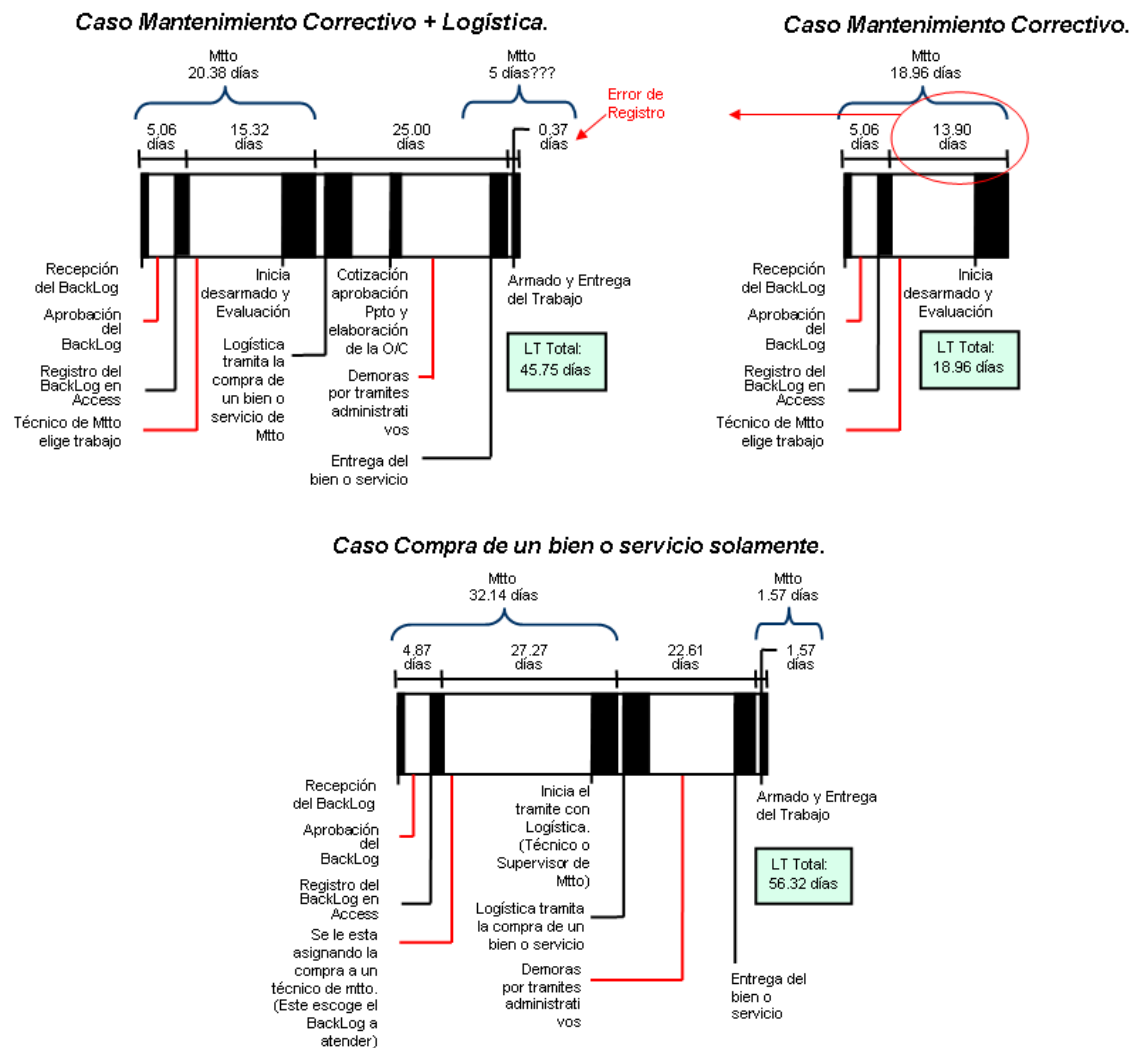 Caso Mantenimiento Correctivo + Logística.
Mtto
20.38 días
Mtto
5 días???
Error de
Registro
5.06
días
15.32
días
25.00
días
0.37
días
Recepción
del BackLog
Aprobación
del
BackLog
Registro del
BackLog en
Access
Técnico de Mtto
elige trabajo
Inicia
desarmado y
Evaluación
Logística
tramita la
compra de
un bien o
servicio de
Mtto
Cotización
aprobación
Ppto y
elaboración
de la O/C
Demoras
por tramites
administrati
vos
Entrega del
bien o servicio
Armado y Entrega
del Trabajo
LT Total:
45.75 días
Caso Mantenimiento Correctivo.
Mtto
18.96 días
5.06
días
13.90
días
Recepción
del BackLog
Aprobación
del
BackLog
Registro del
BackLog en
Access
Técnico de Mtto
elige trabajo
Inicia
desarmado y
Evaluación
LT Total:
18.96 días
Caso Compra de un bien o servicio solamente.
Mtto
32.14 días
Mtto
1.57 días
4.87
días
27.27
días
22.61
días
1.57
días
Recepción
del BackLog
Aprobación
del
BackLog
Registro del
BackLog en
Access
Se le esta
asignando la
compra a un
técnico de mtto.
(Este escoge el
BackLog a
atender)
Inicia el
tramite con
Logística.
(Técnico o
Supervisor de
Mtto)
Logística tramita
la compra de un
bien o servicio
Demoras
por tramites
administrati
vos
Entrega del
bien o
servicio
Armado y Entrega
del Trabajo
LT Total:
56.32 días